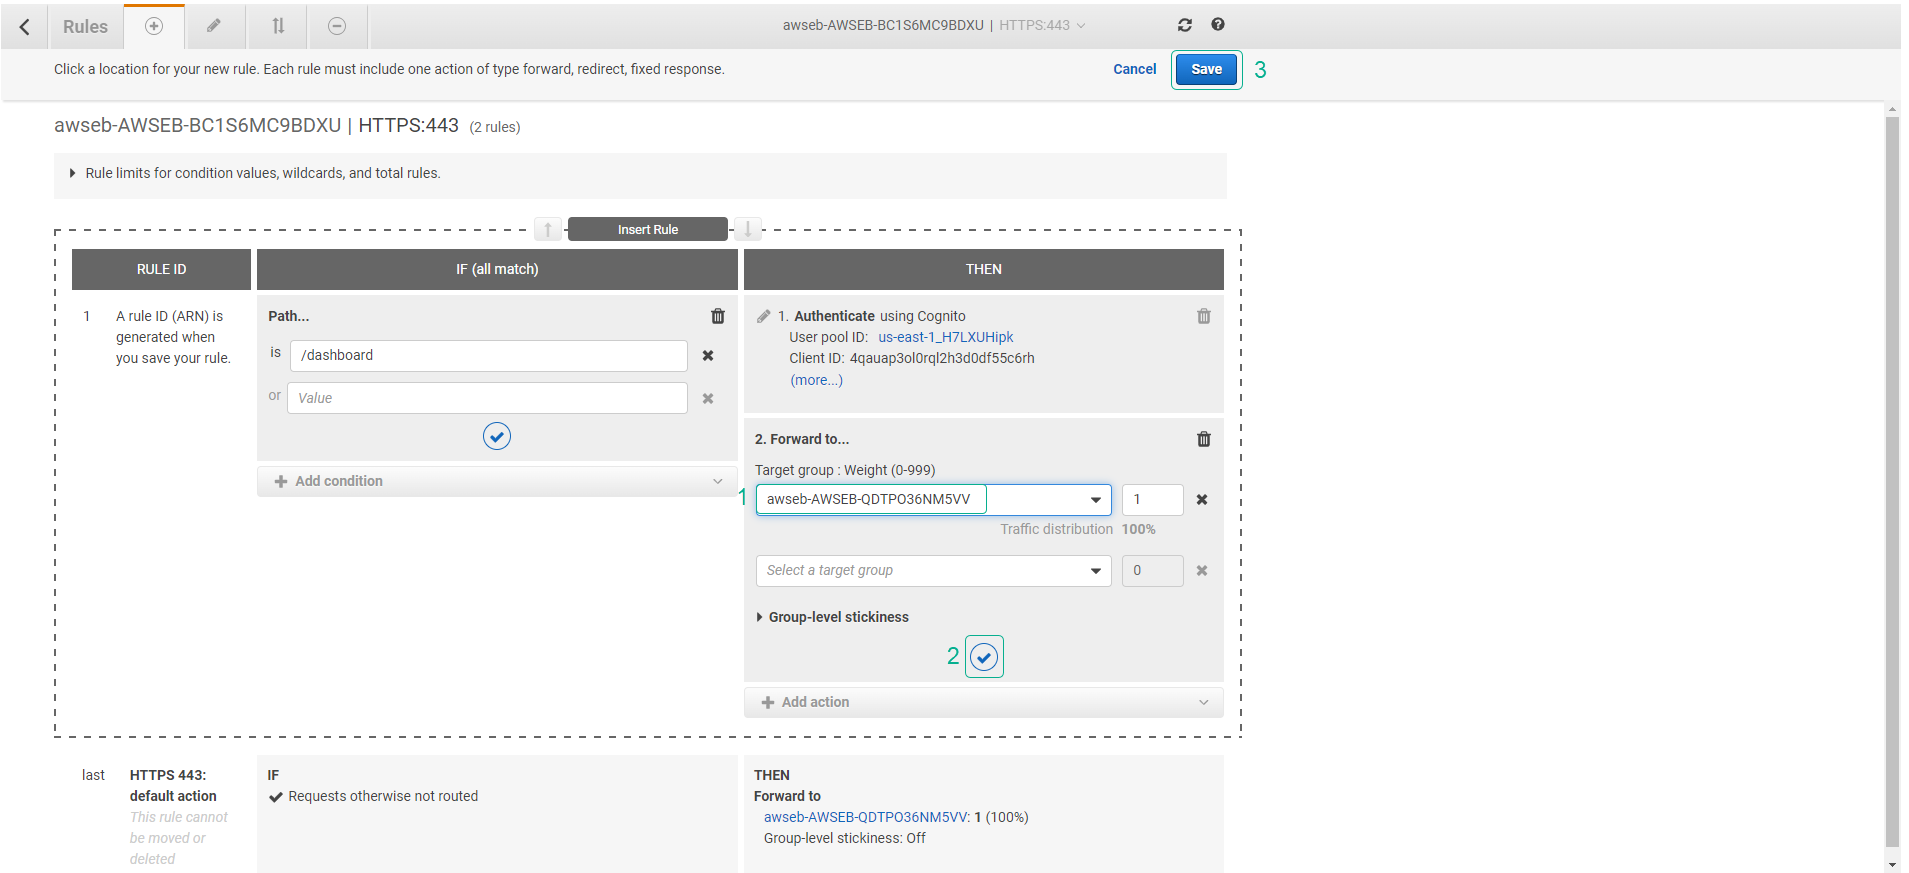 Rules
awseb-AWSEB-BC1S6MC9BDXU | HTTPS:443
Click a location for your new rule. Each rule must include one action of type forward, redirect, fixed response.
Cancel
Save
3
awseb-AWSEB-BC1S6MC9BDXU | HTTPS:443 (2 rules)
Rule limits for condition values, wildcards, and total rules.
Insert Rule
RULE ID
IF (all match)
THEN
1
A rule ID (ARN) is
generated when
you save your rule.
Path...
is
/dashboard
or
Value
Add condition
1. Authenticate using Cognito
User pool ID: us-east-1_H7LXUHipk
Client ID: 4qauap3ol0rql2h3d0df55c6rh
(more...)
2. Forward to...
Target group : Weight (0-999)
1
awseb-AWSEB-QDTPO36NM5VV
1
Traffic distribution 100%
Select a target group
0
Group-level stickiness
2
Add action
last
HTTPS 443:
default action
This rule cannot
be moved or
deleted
IF
Requests otherwise not routed
THEN
Forward to
awseb-AWSEB-QDTPO36NM5VV: 1 (100%)
Group-level stickiness: Off